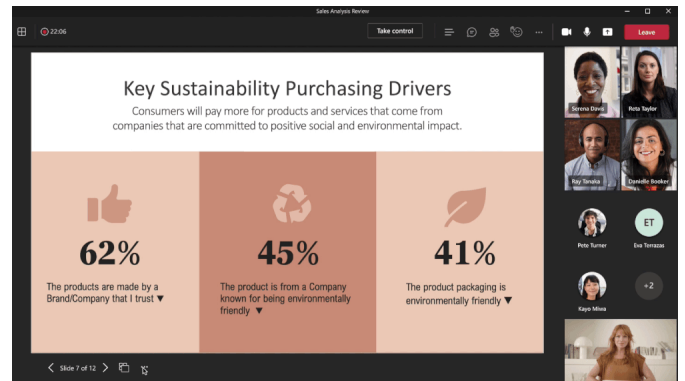 Sales Analysis Review
22:06
Take control
Leave
Key Sustainability Purchasing Drivers
Consumers will pay more for products and services that come from
companies that are committed to positive social and environmental impact.
62%
The products are made by a
Brand/Company that I trust ▼
45%
The product is from a Company
known for being environmentally
friendly ▼
41%
The product packaging is
environmentally friendly ▼
Serena Davis
Reta Taylor
Ray Tanaka
Danielle Booker
Pete Turner
ET
Eva Terrazas
Kayo Miwa
+2
Slide 7 of 12